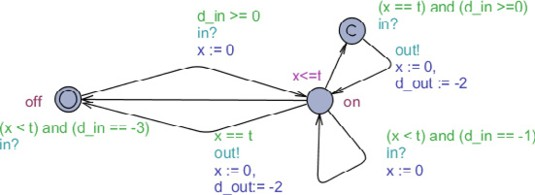 d_in >= 0
in?
x := 0
(x == t) and (d_in >=0)
in?
C
out!
x := 0,
d_out := -2
x<=t
off
on
(x < t) and (d_in == -3)
in?
x == t
out!
x := 0,
d_out:= -2
(x < t) and (d_in == -1)
in?
x := 0